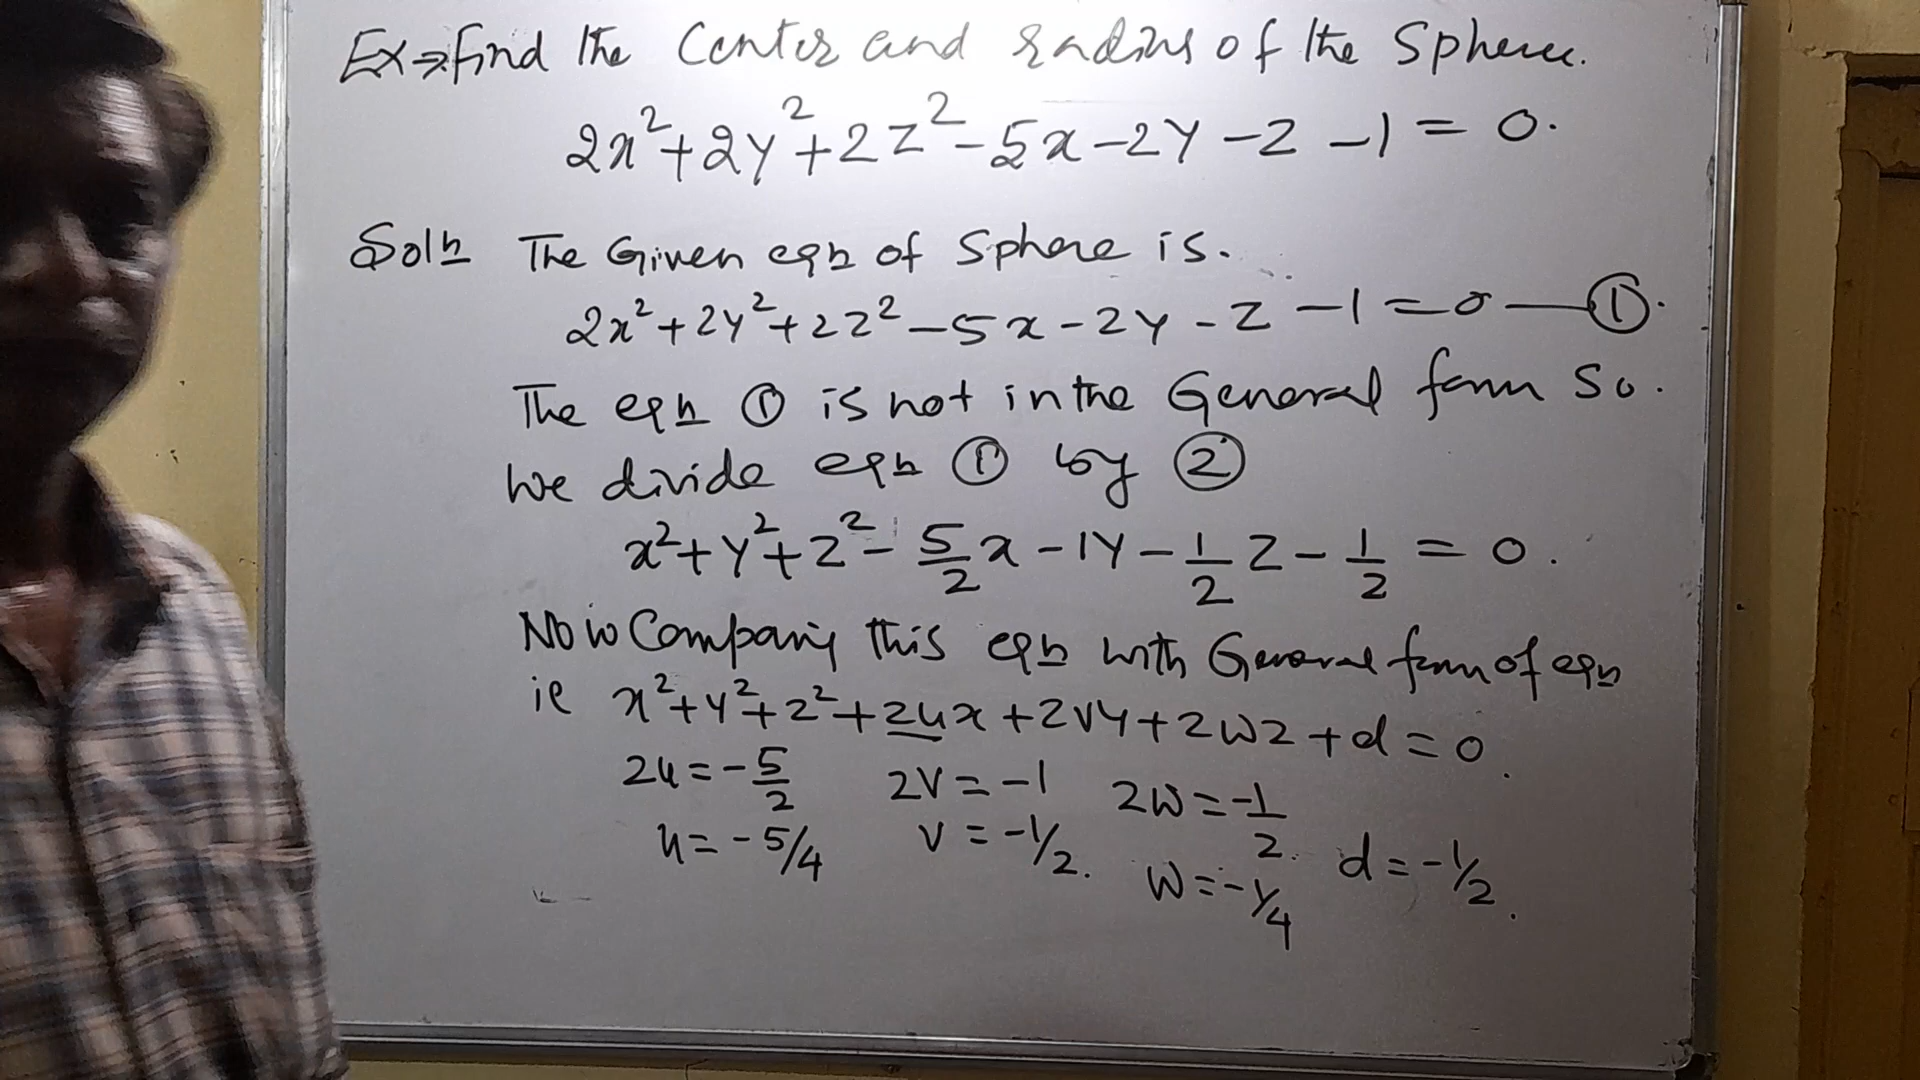 Ex⇒ find the Center and radius of the Sphere.
2x²+2y²+2z²-5x-2y-z-1=0.
Soln The Given eqn of Sphere is.
2x²+2y²+2z²-5x-2y-z-1=0 — ①.
The eqn ① is not in the General form So.
We divide eqn ① by ②
x²+y²+z²-5/2x-1y-1/2z-1/2=0.
Now Comparing this eqn with General form of eqn
ie x²+y²+z²+2ux+2vy+2wz+d=0.
2u=-5/2 2v=-1 2w=-1/2.
u=-5/4 v=-1/2. w=-1/4 d=-1/2.